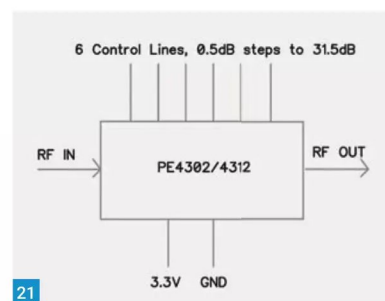 6 Control Lines, 0.5dB steps to 31.5dB
RF IN
PE4302/4312
RF OUT
3.3V GND
21